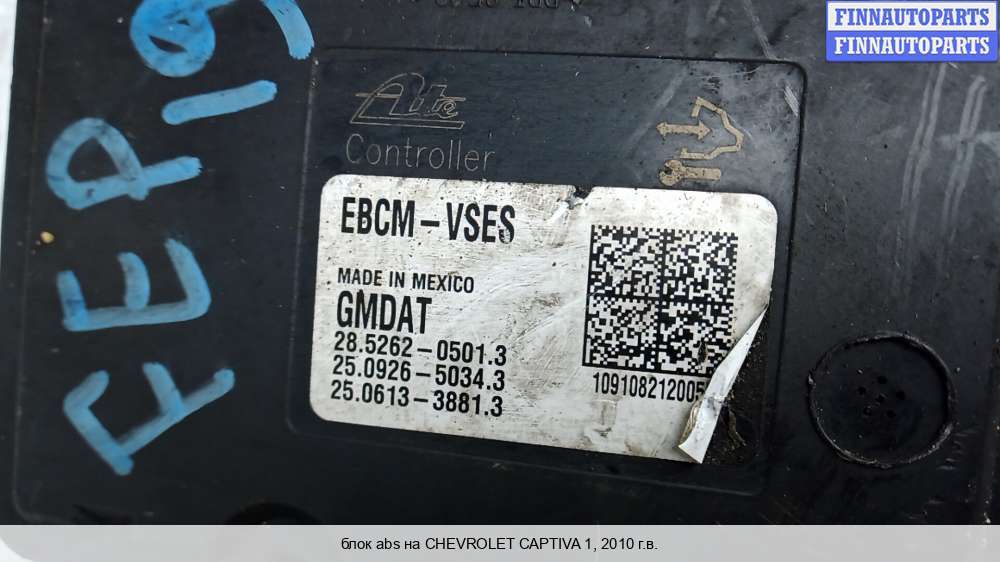 FINNAUTOPARTS
FINNAUTOPARTS
FEP19
Ate
Controller
EBCM-VSES
MADE IN MEXICO
GMDAT
28.5262-0501.3
25.0926-5034.3
25.0613-3881.3
блок abs на CHEVROLET CAPTIVA 1, 2010 г.в.